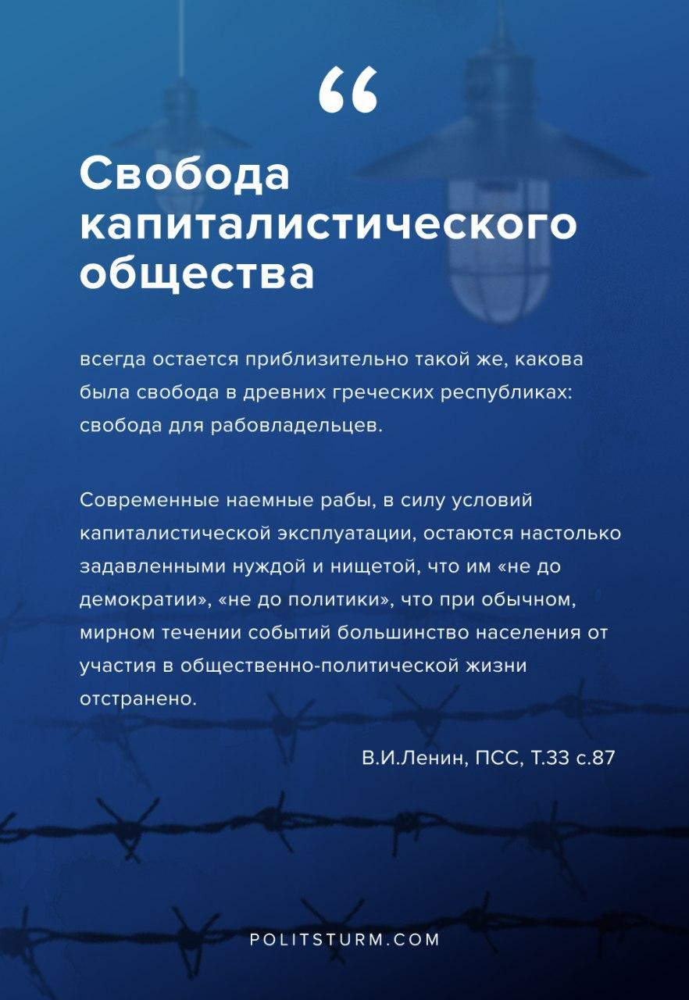 “
Свобода
капиталистического
общества
всегда остается приблизительно такой же, какова
была свобода в древних греческих республиках:
свобода для рабовладельцев.
Современные наемные рабы, в силу условий
капиталистической эксплуатации, остаются настолько
задавленными нуждой и нищетой, что им «не до
демократии», «не до политики», что при обычном,
мирном течении событий большинство населения от
участия в общественно-политической жизни
отстранено.
В.И.Ленин, ПСС, Т.33 с.87
POLITSTURM.COM